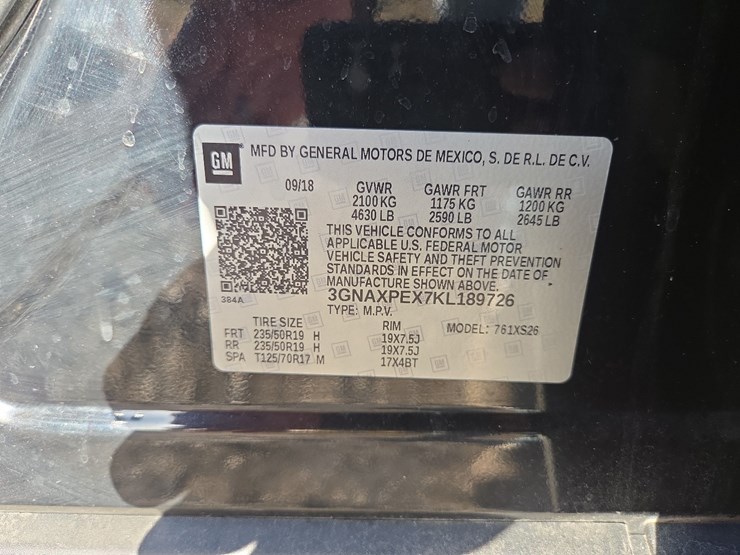 GM MFD BY GENERAL MOTORS DE MEXICO, S. DE R.L. DE C.V.
09/18 GVWR GAWR FRT GAWR RR
2100 KG 1175 KG 1200 KG
4630 LB 2590 LB 2645 LB
THIS VEHICLE CONFORMS TO ALL
APPLICABLE U.S. FEDERAL MOTOR
VEHICLE SAFETY AND THEFT PREVENTION
STANDARDS IN EFFECT ON THE DATE OF
MANUFACTURE SHOWN ABOVE.
384A 3GNAXPEX7KL189726
TYPE: M.P.V.
TIRE SIZE RIM MODEL: 761XS26
FRT 235/50R19 H 19X7.5J
RR 235/50R19 H 19X7.5J
SPA T125/70R17 M 17X4BT